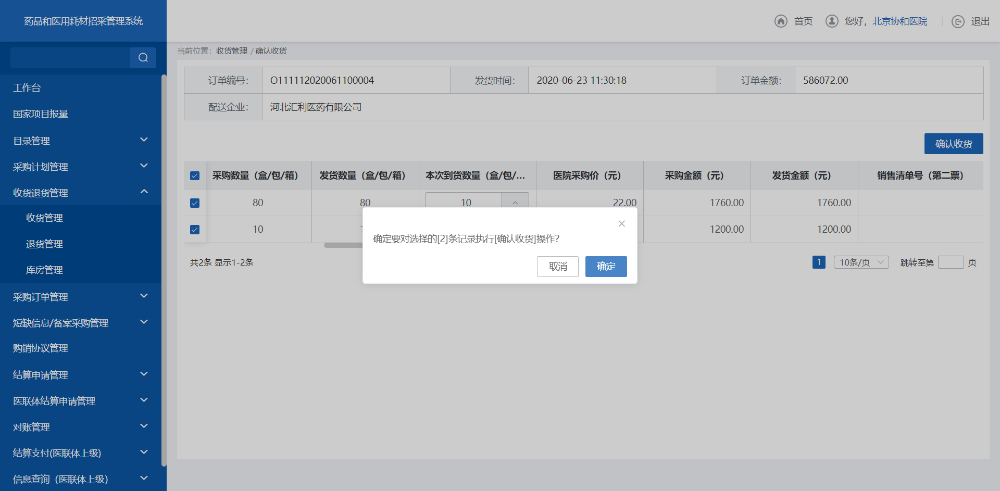 药品和医用耗材招采管理系统
首页
您好，北京协和医院
退出
当前位置：收货管理 / 确认收货
工作台
国家项目报量
目录管理
采购计划管理
收货退货管理
收货管理
退货管理
库房管理
采购订单管理
短缺信息/备案采购管理
购销协议管理
结算申请管理
医联体结算申请管理
对账管理
结算支付(医联体上级)
信息查询（医联体上级）
订单编号： O111112020061100004 发货时间： 2020-06-23 11:30:18 订单金额： 586072.00
配送企业： 河北汇利医药有限公司
确认收货
采购数量（盒/包/箱） 发货数量（盒/包/箱） 本次到货数量（盒/包/... 医院采购价（元） 采购金额（元） 发货金额（元） 销售清单号（第二票）
80 80 10 22.00 1760.00 1760.00
10 1200.00 1200.00
确定要对选择的[2]条记录执行[确认收货]操作?
取消 确定
共2条 显示1-2条 1 10条/页 跳转至第 页